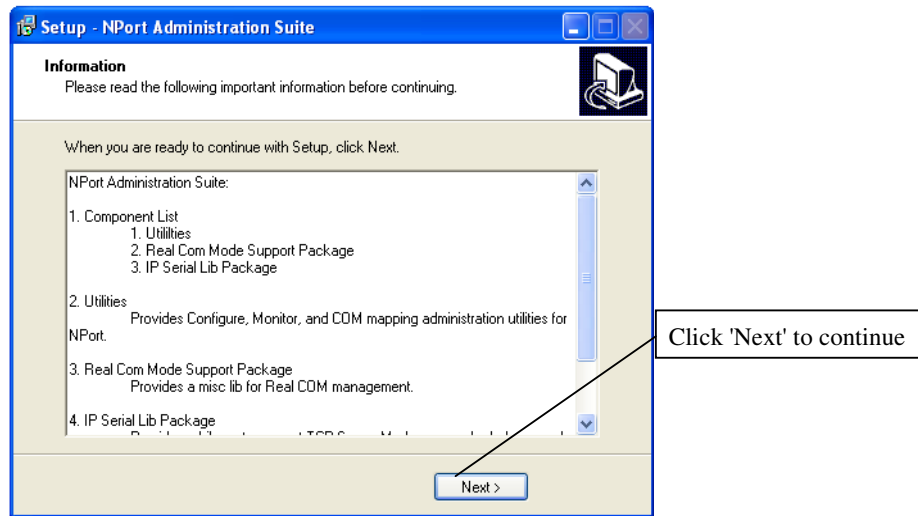 Setup - NPort Administration Suite
Information
Please read the following important information before continuing.
When you are ready to continue with Setup, click Next.
NPort Administration Suite:
1. Component List
1. Utililties
2. Real Com Mode Support Package
3. IP Serial Lib Package
2. Utilities
Provides Configure, Monitor, and COM mapping administration utilities for
NPort.
3. Real Com Mode Support Package
Provides a misc lib for Real COM management.
4. IP Serial Lib Package
Next >
Click 'Next' to continue